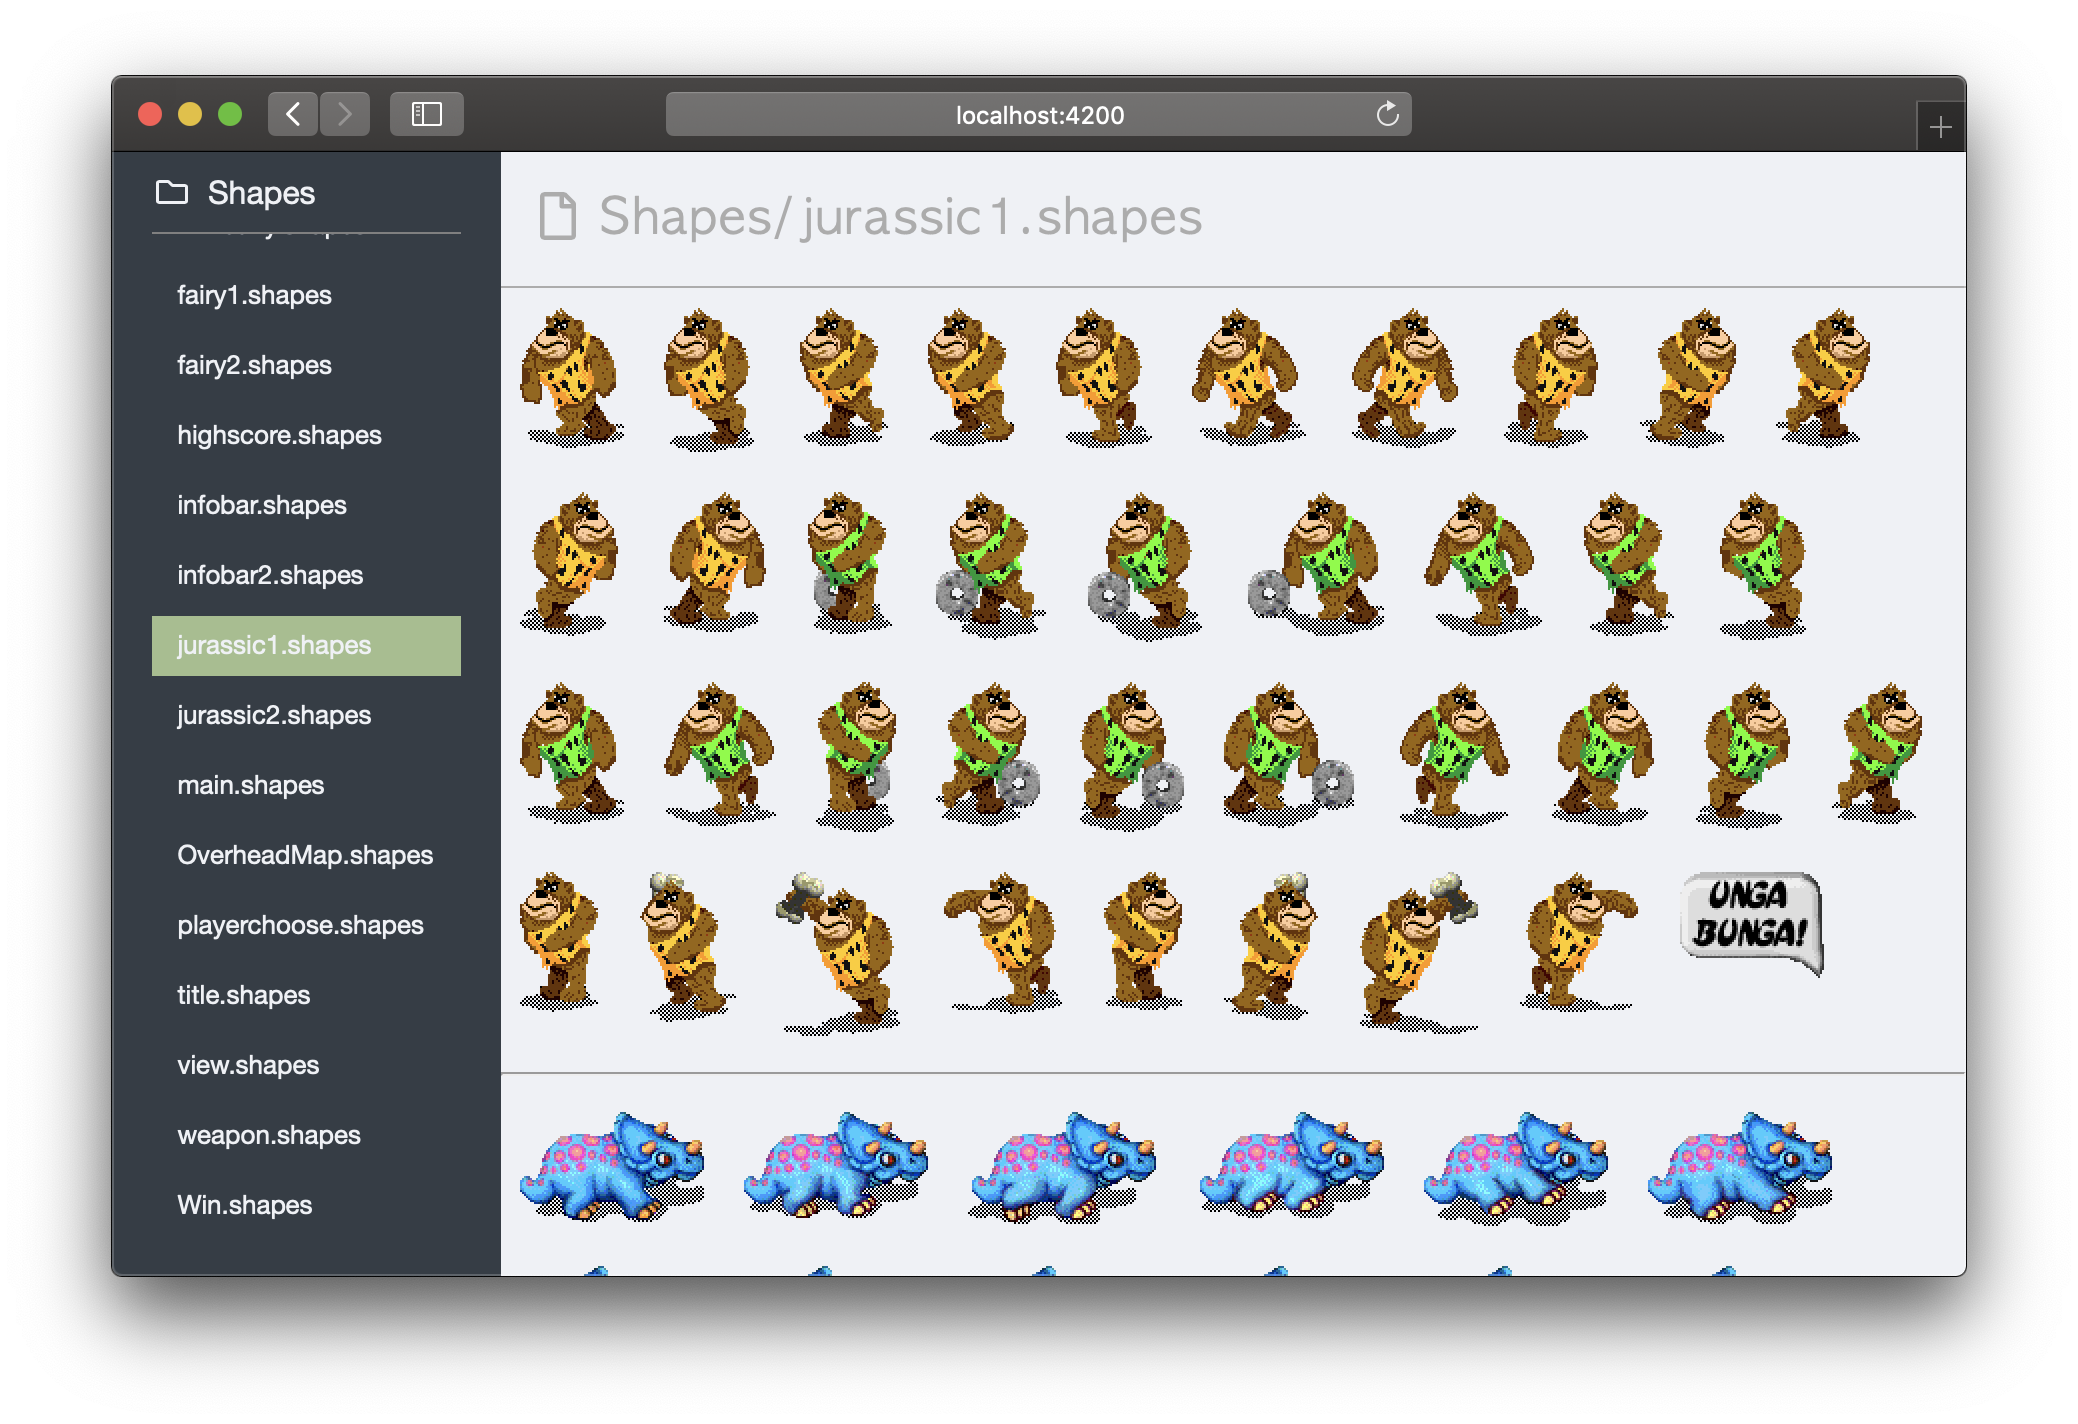 localhost:4200
Shapes
fairy1.shapes
fairy2.shapes
highscore.shapes
infobar.shapes
infobar2.shapes
jurassic1.shapes
jurassic2.shapes
main.shapes
OverheadMap.shapes
playerchoose.shapes
title.shapes
view.shapes
weapon.shapes
Win.shapes
Shapes/jurassic1.shapes
UNGA
BUNGA!